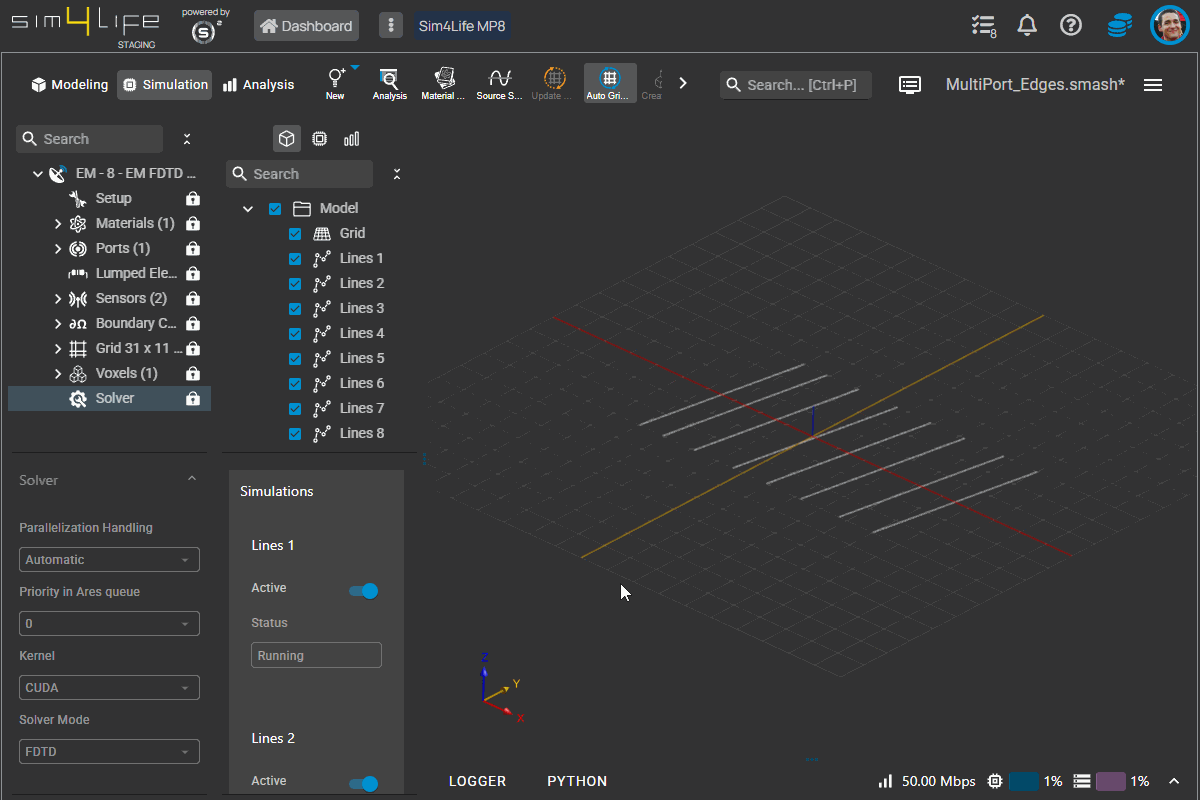 sim4Life
STAGING
powered by
S
2
Dashboard
Sim4Life MP8
8
Modeling
Simulation
Analysis
New
Analysis
Material ...
Source S...
Update ...
Auto Gri...
Crea
Search... [Ctrl+P]
MultiPort_Edges.smash*
Search
EM - 8 - EM FDTD ...
Setup
Materials (1)
Ports (1)
Lumped Ele...
Sensors (2)
∂Ω Boundary C...
Grid 31 x 11 ...
Voxels (1)
Solver
Search
Model
Grid
Lines 1
Lines 2
Lines 3
Lines 4
Lines 5
Lines 6
Lines 7
Lines 8
Solver
Parallelization Handling
Automatic
Priority in Ares queue
0
Kernel
CUDA
Solver Mode
FDTD
Simulations
Lines 1
Active
Status
Running
Lines 2
Active
Z
Y
X
LOGGER
PYTHON
50.00 Mbps
1%
1%